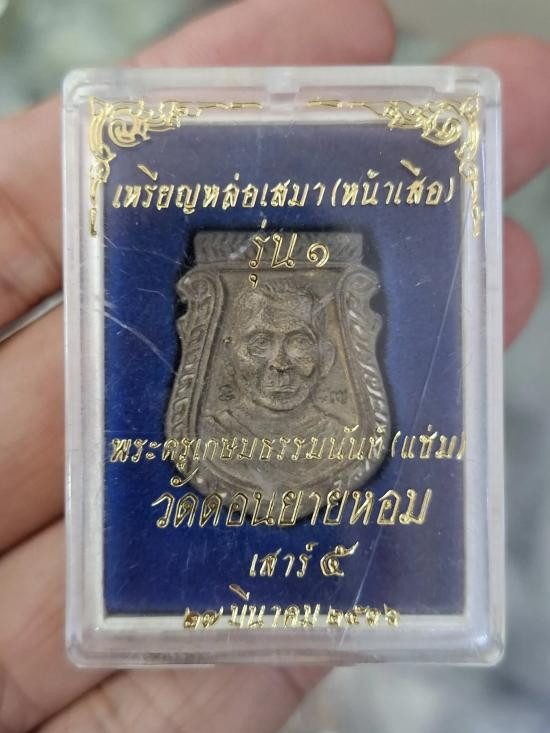 เหรียญหล่อเสมา (หน้าเสือ)
รุ่น ๑
พระครูเกษมธรรมนันท์ (แช่ม)
วัดดอนยายหอม
เสาร์ ๕
๒๗ มีนาคม ๒๕๓๖